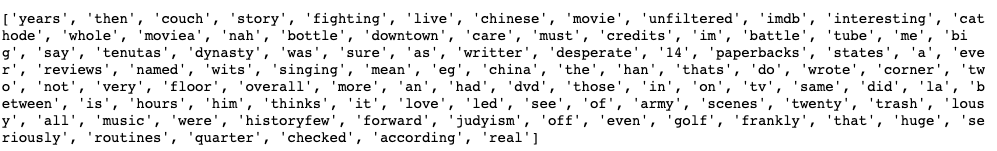 ['years', 'then', 'couch', 'story', 'fighting', 'live', 'chinese', 'movie', 'unfiltered', 'imdb', 'interesting', 'cat
hode', 'whole', 'moviea', 'nah', 'bottle', 'downtown', 'care', 'must', 'credits', 'im', 'battle', 'tube', 'me', 'bi
g', 'say', 'tenutas', 'dynasty', 'was', 'sure', 'as', 'writter', 'desperate', '14', 'paperbacks', 'states', 'a', 'eve
r', 'reviews', 'named', 'wits', 'singing', 'mean', 'eg', 'china', 'the', 'han', 'thats', 'do', 'wrote', 'corner', 'tw
o', 'not', 'very', 'floor', 'overall', 'more', 'an', 'had', 'dvd', 'those', 'in', 'on', 'tv', 'same', 'did', 'la', 'b
etween', 'is', 'hours', 'him', 'thinks', 'it', 'love', 'led', 'see', 'of', 'army', 'scenes', 'twenty', 'trash', 'lous
y', 'all', 'music', 'were', 'historyfew', 'forward', 'judyism', 'off', 'even', 'golf', 'frankly', 'that', 'huge', 'se
riously', 'routines', 'quarter', 'checked', 'according', 'real']